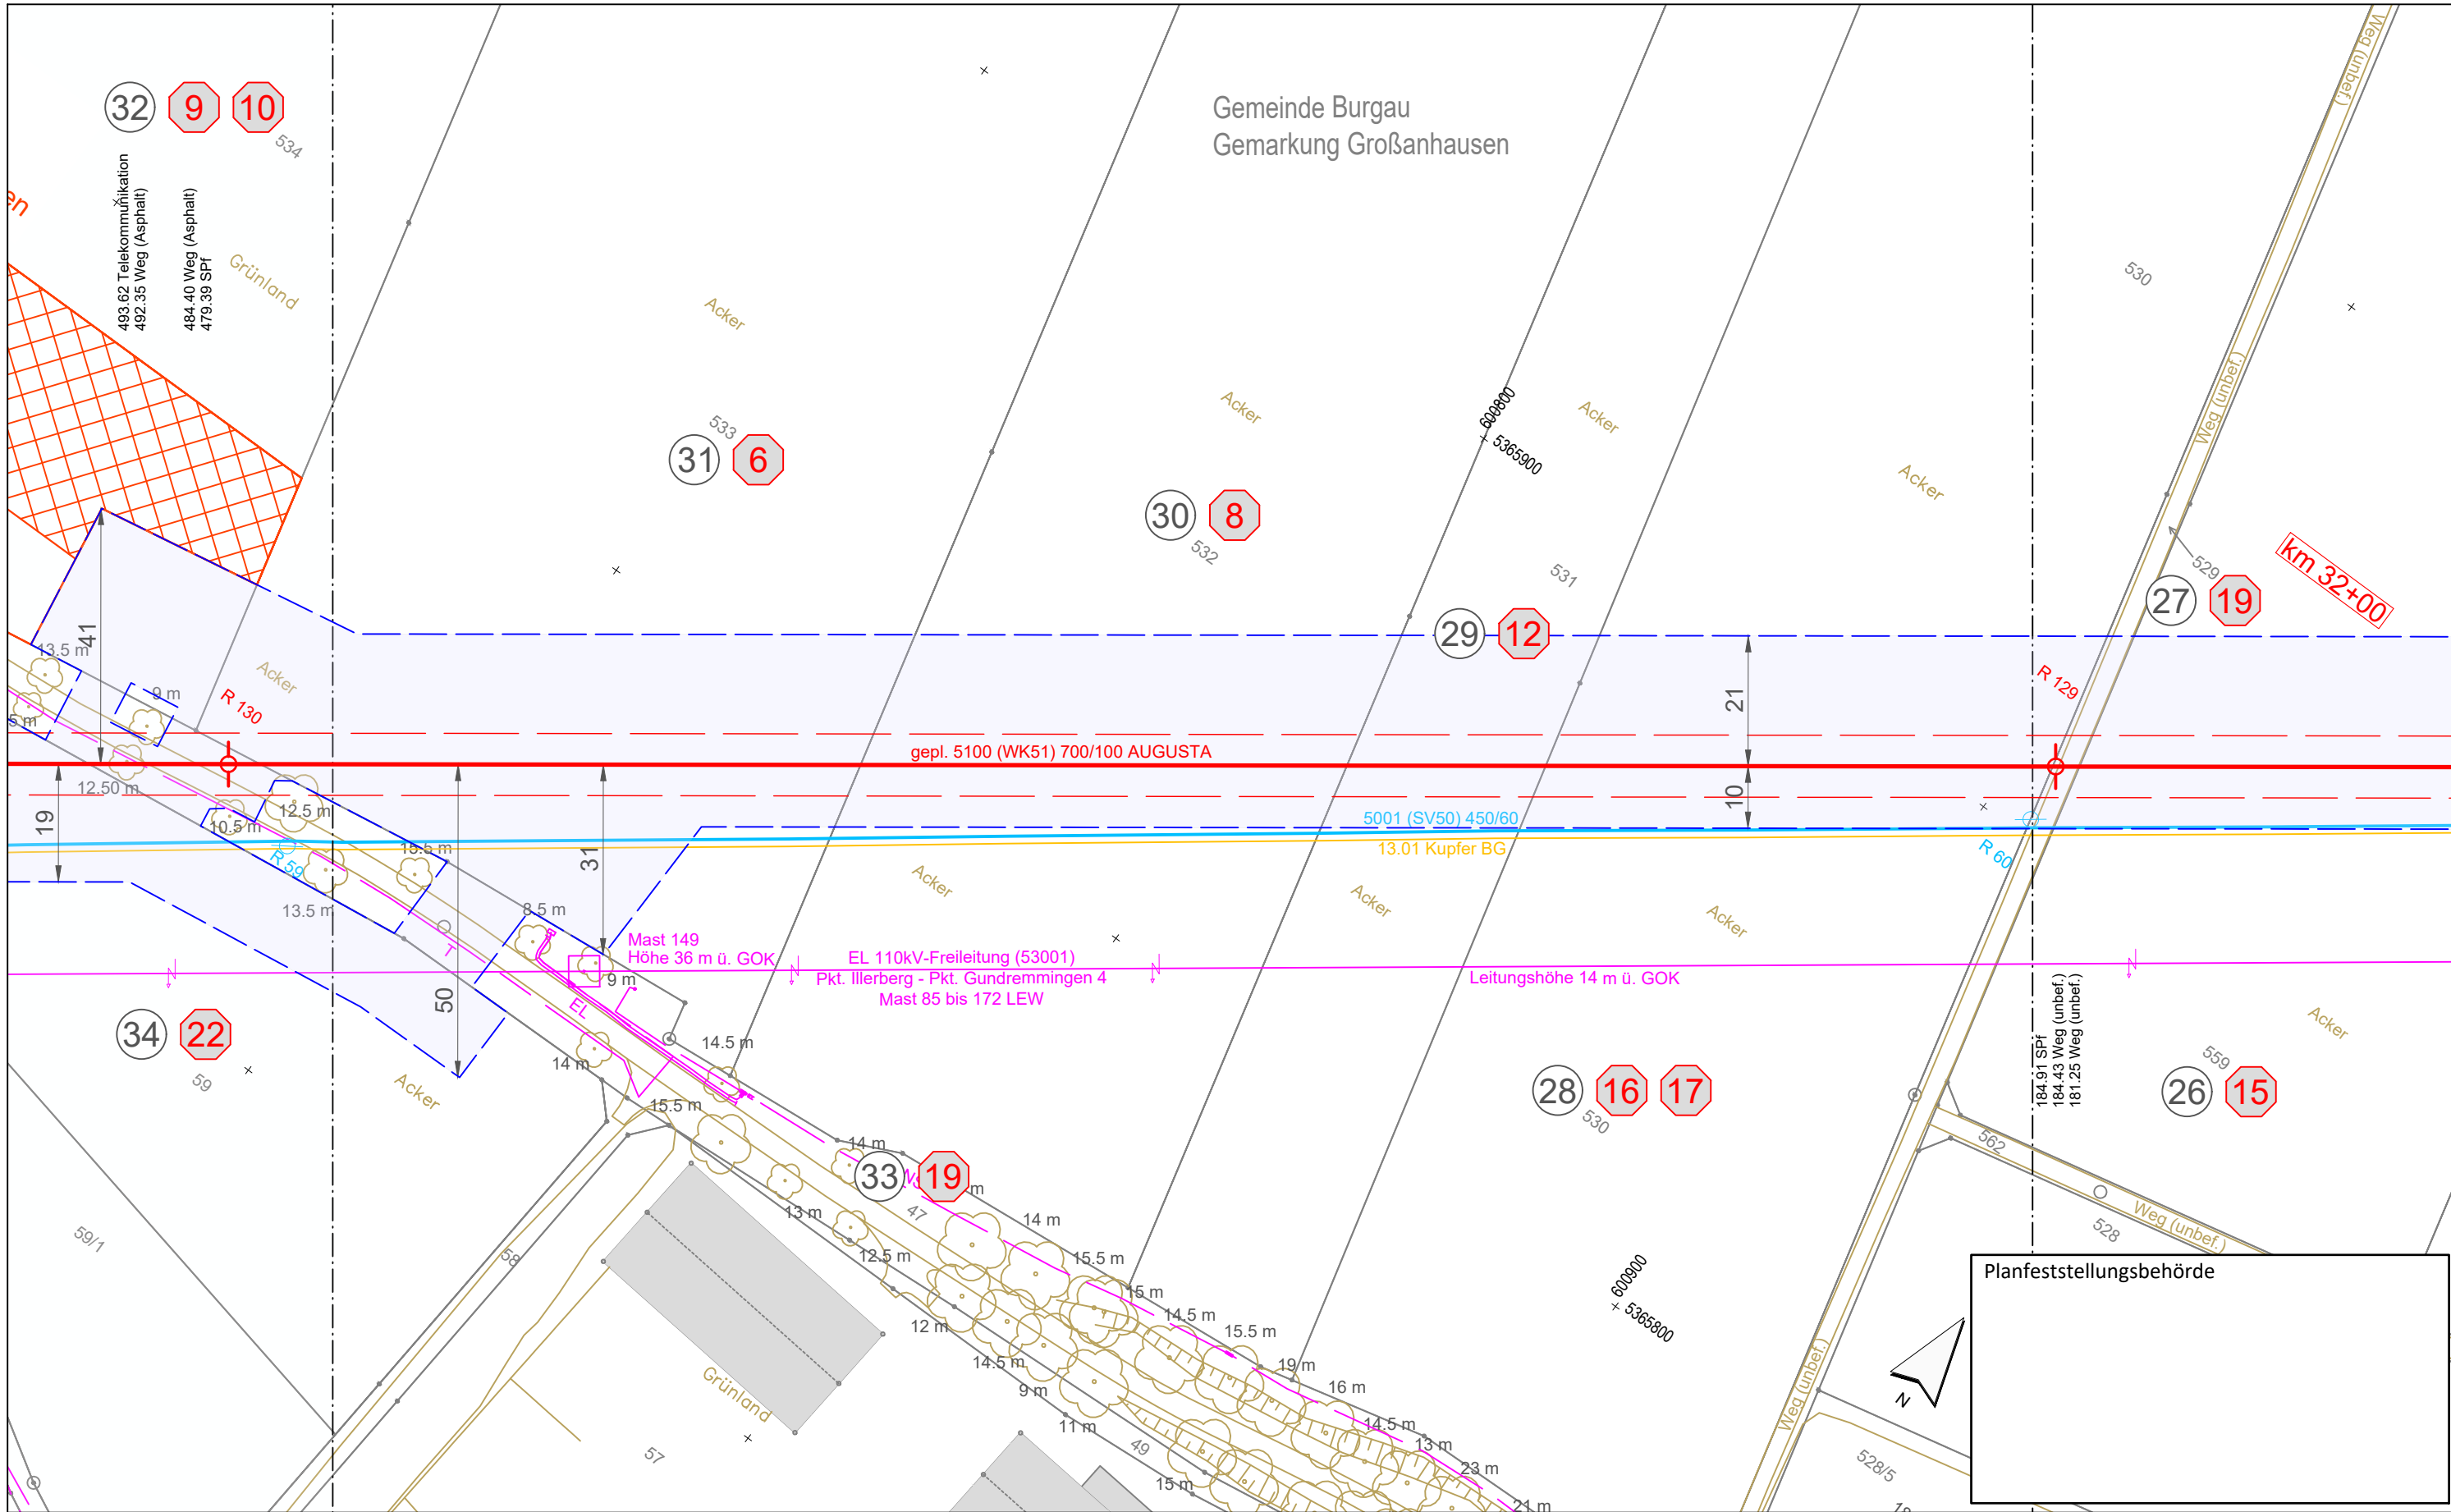 32 9 10
534
493.62 Telekommunikation
492.35 Weg (Asphalt)
484.40 Weg (Asphalt)
479.39 SPf
en
Grünland
Gemeinde Burgau
Gemarkung Großanhausen
Weg (unbef.)
530
Acker
Acker
Acker
Acker
600800
5365900
Weg (unbef.)
533
31 6
30 8
532
531
529
27 19
km 32+00
29 12
41
13.5 m
9 m
Acker
R 130
R 129
21
5 m
gepl. 5100 (WK51) 700/100 AUGUSTA
12.50 m
12.5 m
10.5 m
10
19
5001 (SV50) 450/60
13.01 Kupfer BG
15.5 m
R 59
R 60
31
Acker
Acker
Acker
13.5 m
8.5 m
T
Mast 149
Höhe 36 m ü. GOK
EL 110kV-Freileitung (53001)
Pkt. Illerberg - Pkt. Gundremmingen 4
Mast 85 bis 172 LEW
Leitungshöhe 14 m ü. GOK
9 m
EL
50
34 22
59
Acker
14.5 m
14 m
15.5 m
184.91 SPf
184.43 Weg (unbef.)
181.25 Weg (unbef.)
Acker
559
26 15
28 16 17
530
562
14 m
33 19
m
47
13 m
14 m
12.5 m
15.5 m
Weg (unbef.)
528
59/1
58
15 m
14.5 m
15.5 m
12 m
600900
5365800
Planfeststellungsbehörde
14.5 m
19 m
16 m
9 m
Grünland
11 m
14.5 m
13 m
Weg (unbef.)
N
49
57
23 m
15 m
21 m
528/5